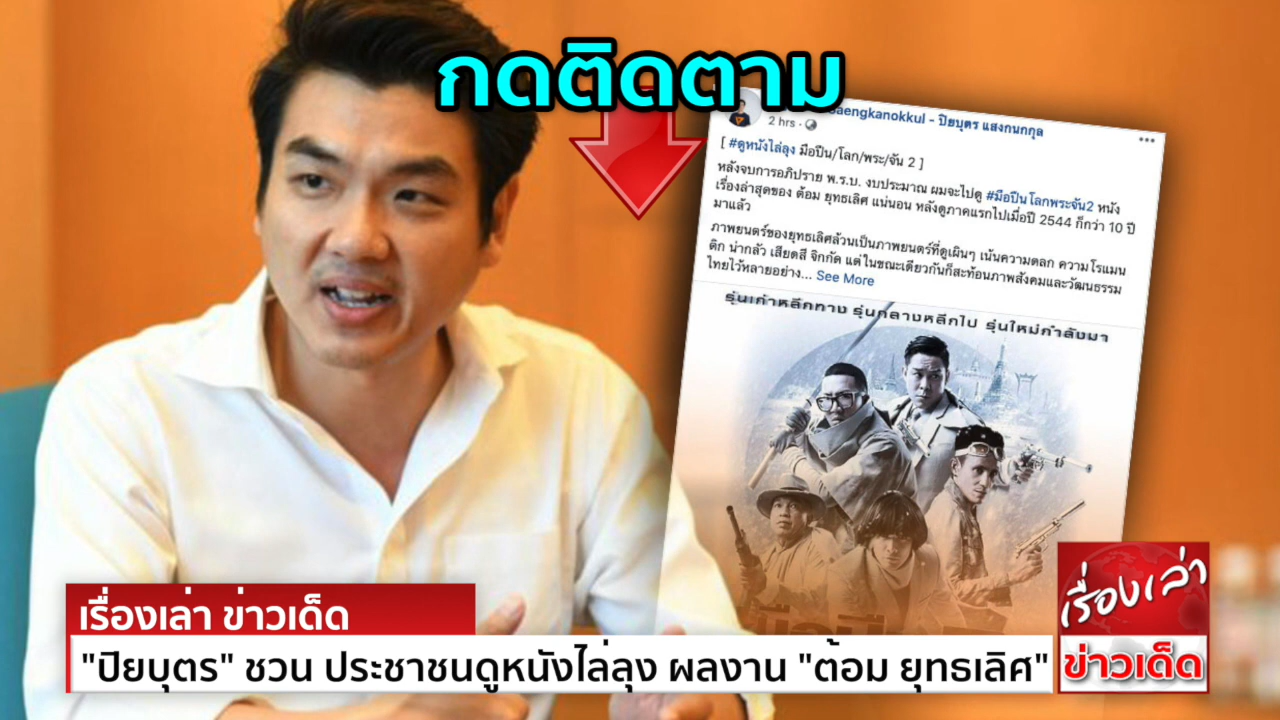 กดติดตาม
aengkanokkul - ปิยบุตร แสงกนกกุล
2 hrs ·
[ #ดูหนังไล่ลุง มือปืน/โลก/พระ/จัน 2 ]
หลังจบการอภิปราย พ.ร.บ. งบประมาณ ผมจะไปดู #มือปืนโลกพระจัน2 หนัง
เรื่องล่าสุดของ ต้อม ยุทธเลิศ แน่นอน หลังดูภาคแรกไปเมื่อปี 2544 ก็กว่า 10 ปี
มาแล้ว
ภาพยนตร์ของยุทธเลิศล้วนเป็นภาพยนตร์ที่ดูเผินๆ เน้นความตลก ความโรแมน
ติก น่ากลัว เสียดสี จิกกัด แต่ในขณะเดียวกันก็สะท้อนภาพสังคมและวัฒนธรรม
ไทยไว้หลายอย่าง... See More
รุ่นเก๋าหลีกทาง รุ่นกลางหลีกไป รุ่นใหม่กำลังมา
เรื่องเล่า ข่าวเด็ด
"ปิยบุตร" ชวน ประชาชนดูหนังไล่ลุง ผลงาน "ต้อม ยุทธเลิศ"
เรื่องเล่า
ข่าวเด็ด